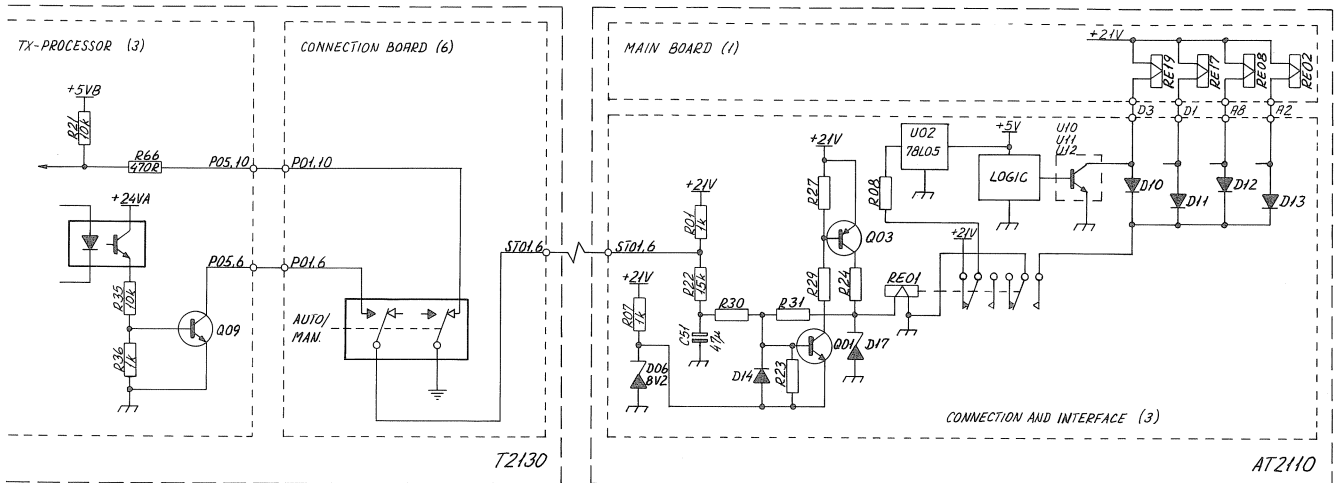 TX-PROCESSOR (3)
+5VB
R21
10k
R66
470R
P05,10
+24VA
P05,6
R35
10k
Q09
R36
1k
CONNECTION BOARD (6)
P01,10
P01,6
AUTO/
MAN.
ST01,6
T2130
MAIN BOARD (1)
+21V
RE19
RE17
RE08
RE02
D3
D1
A8
A2
ST01,6
+21V
R01
1k
R22
15k
+21V
R07
1k
C51
47µ
D06
8V2
R30
R31
D14
R23
Q01
D17
+21V
R27
Q03
R29
R24
U02
78L05
R08
+5V
LOGIC
U10
U11
U12
D10
D11
D12
D13
+21V
RE01
CONNECTION AND INTERFACE (3)
AT2110